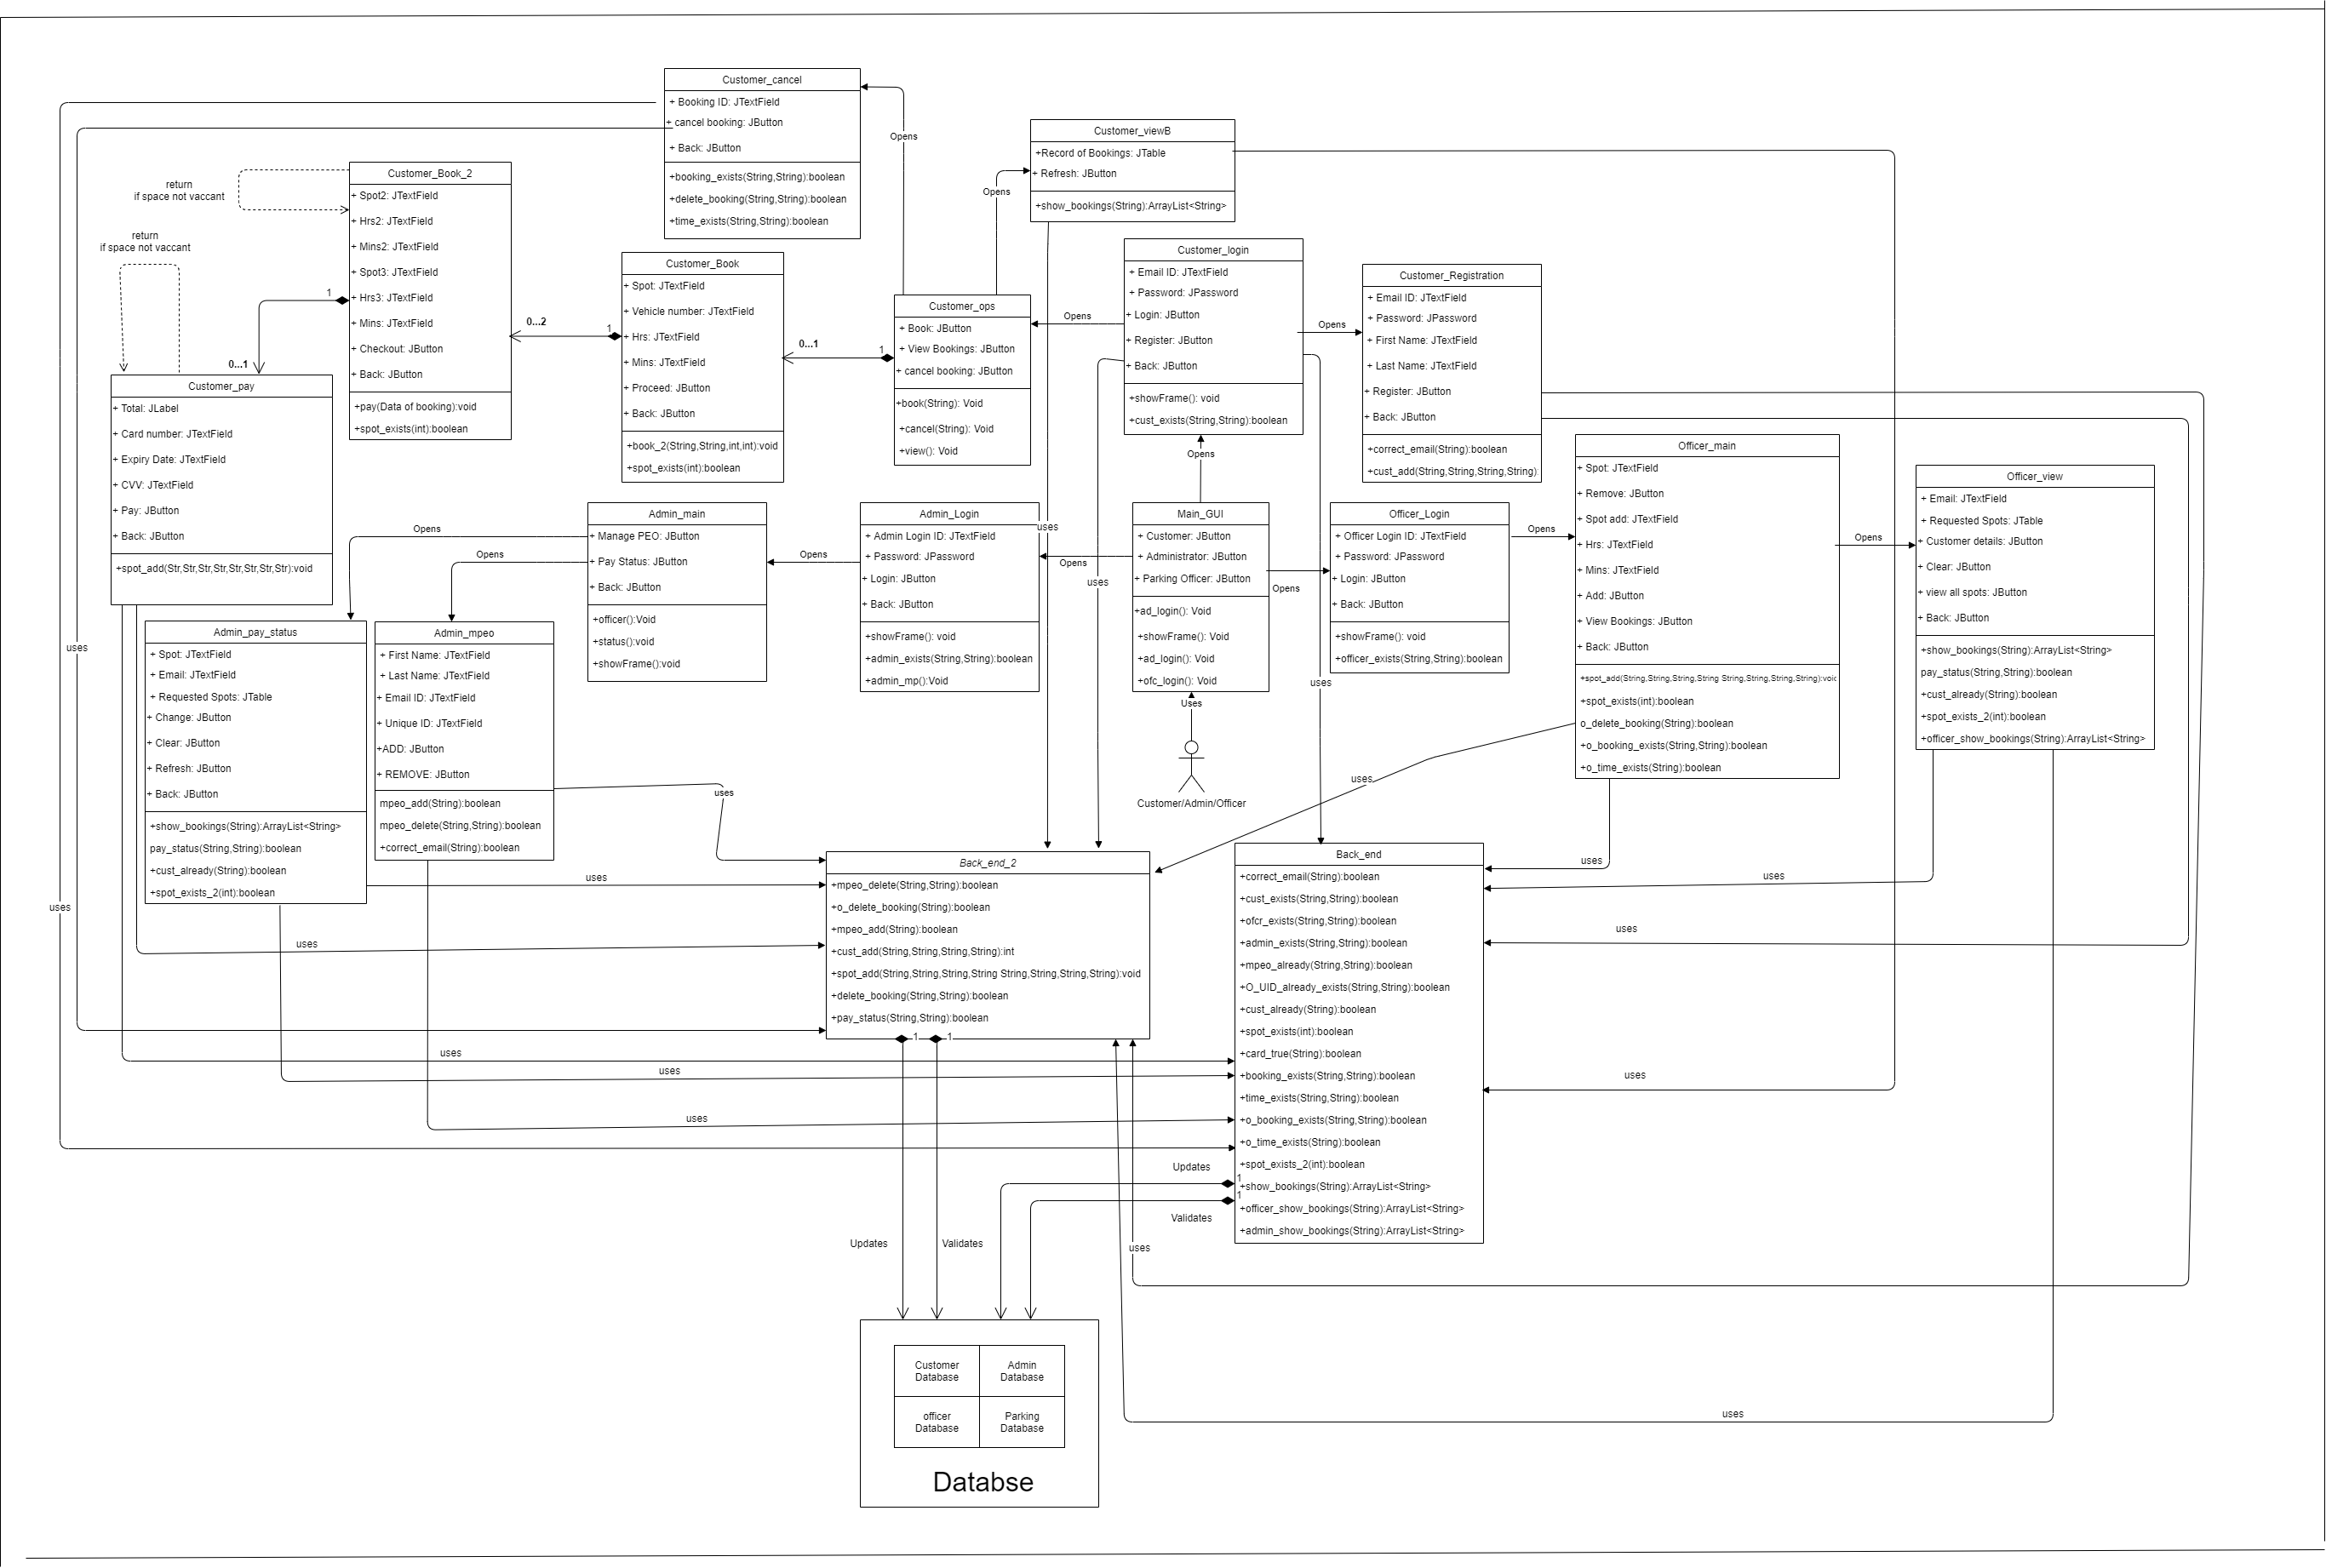 Customer_cancel
+ Booking ID: JTextField
+ cancel booking: JButton
+ Back: JButton
+booking_exists(String,String):boolean
+delete_booking(String,String):boolean
+time_exists(String,String):boolean
Opens
Customer_viewB
+Record of Bookings: JTable
+ Refresh: JButton
+show_bookings(String):ArrayList<String>
Opens
Customer_Book_2
+ Spot2: JTextField
+ Hrs2: JTextField
+ Mins2: JTextField
+ Spot3: JTextField
+ Hrs3: JTextField
+ Mins: JTextField
+ Checkout: JButton
+ Back: JButton
+pay(Data of booking):void
+spot_exists(int):boolean
return
if space not vaccant
return
if space not vaccant
1
0...1
Customer_Book
+ Spot: JTextField
+ Vehicle number: JTextField
+ Hrs: JTextField
+ Mins: JTextField
+ Proceed: JButton
+ Back: JButton
+book_2(String,String,int,int):void
+spot_exists(int):boolean
0...2
1
0...1
1
Customer_ops
+ Book: JButton
+ View Bookings: JButton
+ cancel booking: JButton
+book(String): Void
+cancel(String): Void
+view(): Void
Opens
Customer_login
+ Email ID: JTextField
+ Password: JPassword
+ Login: JButton
+ Register: JButton
+ Back: JButton
+showFrame(): void
+cust_exists(String,String):boolean
Opens
Customer_Registration
+ Email ID: JTextField
+ Password: JPassword
+ First Name: JTextField
+ Last Name: JTextField
+ Register: JButton
+ Back: JButton
+correct_email(String):boolean
+cust_add(String,String,String,String):
Customer_pay
+ Total: JLabel
+ Card number: JTextField
+ Expiry Date: JTextField
+ CVV: JTextField
+ Pay: JButton
+ Back: JButton
+spot_add(Str,Str,Str,Str,Str,Str,Str,Str):void
Officer_main
+ Spot: JTextField
+ Remove: JButton
+ Spot add: JTextField
+ Hrs: JTextField
+ Mins: JTextField
+ Add: JButton
+ View Bookings: JButton
+ Back: JButton
+spot_add(String,String,String,String String,String,String,String):voic
+spot_exists(int):boolean
o_delete_booking(String):boolean
+o_booking_exists(String,String):boolean
+o_time_exists(String):boolean
Officer_view
+ Email: JTextField
+ Requested Spots: JTable
+ Customer details: JButton
+ Clear: JButton
+ view all spots: JButton
+ Back: JButton
+show_bookings(String):ArrayList<String>
pay_status(String,String):boolean
+cust_already(String):boolean
+spot_exists_2(int):boolean
+officer_show_bookings(String):ArrayList<String>
Opens
Opens
Opens
Admin_main
+ Manage PEO: JButton
+ Pay Status: JButton
+ Back: JButton
+officer():Void
+status():void
+showFrame():void
Opens
Opens
Opens
Admin_Login
+ Admin Login ID: JTextField
+ Password: JPassword
+ Login: JButton
+ Back: JButton
+showFrame(): void
+admin_exists(String,String):boolean
+admin_mp():Void
uses
Opens
uses
Main_GUI
+ Customer: JButton
+ Administrator: JButton
+ Parking Officer: JButton
+ad_login(): Void
+showFrame(): Void
+ad_login(): Void
+ofc_login(): Void
Opens
Uses
Customer/Admin/Officer
Officer_Login
+ Officer Login ID: JTextField
+ Password: JPassword
+ Login: JButton
+ Back: JButton
+showFrame(): void
+officer_exists(String,String):boolean
uses
Admin_pay_status
+ Spot: JTextField
+ Email: JTextField
+ Requested Spots: JTable
+ Change: JButton
+ Clear: JButton
+ Refresh: JButton
+ Back: JButton
+show_bookings(String):ArrayList<String>
pay_status(String,String):boolean
+cust_already(String):boolean
+spot_exists_2(int):boolean
Admin_mpeo
+ First Name: JTextField
+ Last Name: JTextField
+ Email ID: JTextField
+ Unique ID: JTextField
+ADD: JButton
+ REMOVE: JButton
mpeo_add(String):boolean
mpeo_delete(String,String):boolean
+correct_email(String):boolean
uses
uses
uses
uses
uses
uses
uses
uses
uses
Back_end_2
+mpeo_delete(String,String):boolean
+o_delete_booking(String):boolean
+mpeo_add(String):boolean
+cust_add(String,String,String,String):int
+spot_add(String,String,String,String String,String,String,String):void
+delete_booking(String,String):boolean
+pay_status(String,String):boolean
1
1
Back_end
+correct_email(String):boolean
+cust_exists(String,String):boolean
+ofcr_exists(String,String):boolean
+admin_exists(String,String):boolean
+mpeo_already(String,String):boolean
+O_UID_already_exists(String,String):boolean
+cust_already(String):boolean
+spot_exists(int):boolean
+card_true(String):boolean
+booking_exists(String,String):boolean
+time_exists(String,String):boolean
+o_booking_exists(String,String):boolean
+o_time_exists(String):boolean
+spot_exists_2(int):boolean
+show_bookings(String):ArrayList<String>
+officer_show_bookings(String):ArrayList<String>
+admin_show_bookings(String):ArrayList<String>
uses
uses
uses
uses
Updates
1
1
Validates
Updates
Validates
uses
uses
Customer
Database
Admin
Database
officer
Database
Parking
Database
Databse